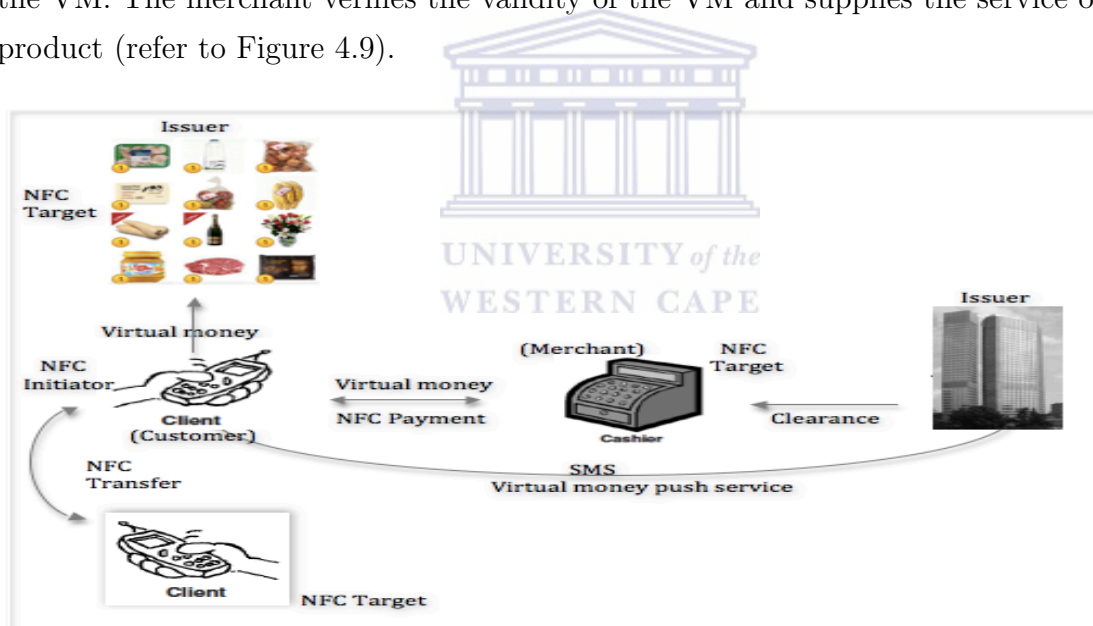 the VM. The merchant verifies the validity of the VM and supplies the service o
product (refer to Figure 4.9).
UNIVERSITY of the
WESTERN CAPE
Issuer
NFC
Target
Virtual money
NFC
Initiator
Client
(Customer)
Virtual money
NFC Payment
(Merchant)
NFC
Target
Cashier
Issuer
Clearance
SMS
Virtual money push service
NFC
Transfer
Client
NFC Target